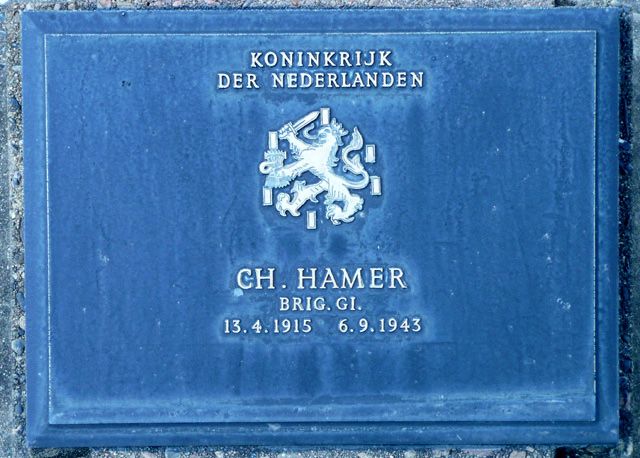 KONINKRIJK
DER NEDERLANDEN
CH. HAMER
BRIG. GI.
13.4.1915 6.9.1943